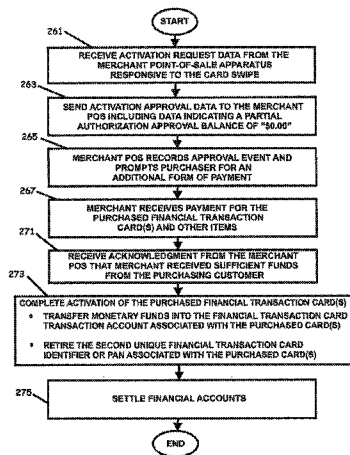 START
261
RECEIVE ACTIVATION REQUEST DATA FROM THE
MERCHANT POINT-OF-SALE APPARATUS
RESPONSIVE TO THE CARD SWIPE
263
SEND ACTIVATION APPROVAL DATA TO THE MERCHANT
POS INCLUDING DATA INDICATING A PARTIAL
AUTHORIZATION APPROVAL BALANCE OF "$0.00"
265
MERCHANT POS RECORDS APPROVAL EVENT AND
PROMPTS PURCHASER FOR AN
ADDITIONAL FORM OF PAYMENT
267
MERCHANT RECEIVES PAYMENT FOR THE
PURCHASED FINANCIAL TRANSACTION
CARD(S) AND OTHER ITEMS
271
RECEIVE ACKNOWLEDGMENT FROM THE MERCHANT
POS THAT MERCHANT RECEIVED SUFFICIENT FUNDS
FROM THE PURCHASING CUSTOMER
273
COMPLETE ACTIVATION OF THE PURCHASED FINANCIAL TRANSACTION CARD(S)
• TRANSFER MONETARY FUNDS INTO THE FINANCIAL TRANSACTION CARD
TRANSACTION ACCOUNT ASSOCIATED WITH THE PURCHASED CARD(S)
• RETIRE THE SECOND UNIQUE FINANCIAL TRANSACTION CARD
IDENTIFIER OR PAN ASSOCIATED WITH THE PURCHASED CARD(S)
275
SETTLE FINANCIAL ACCOUNTS
END